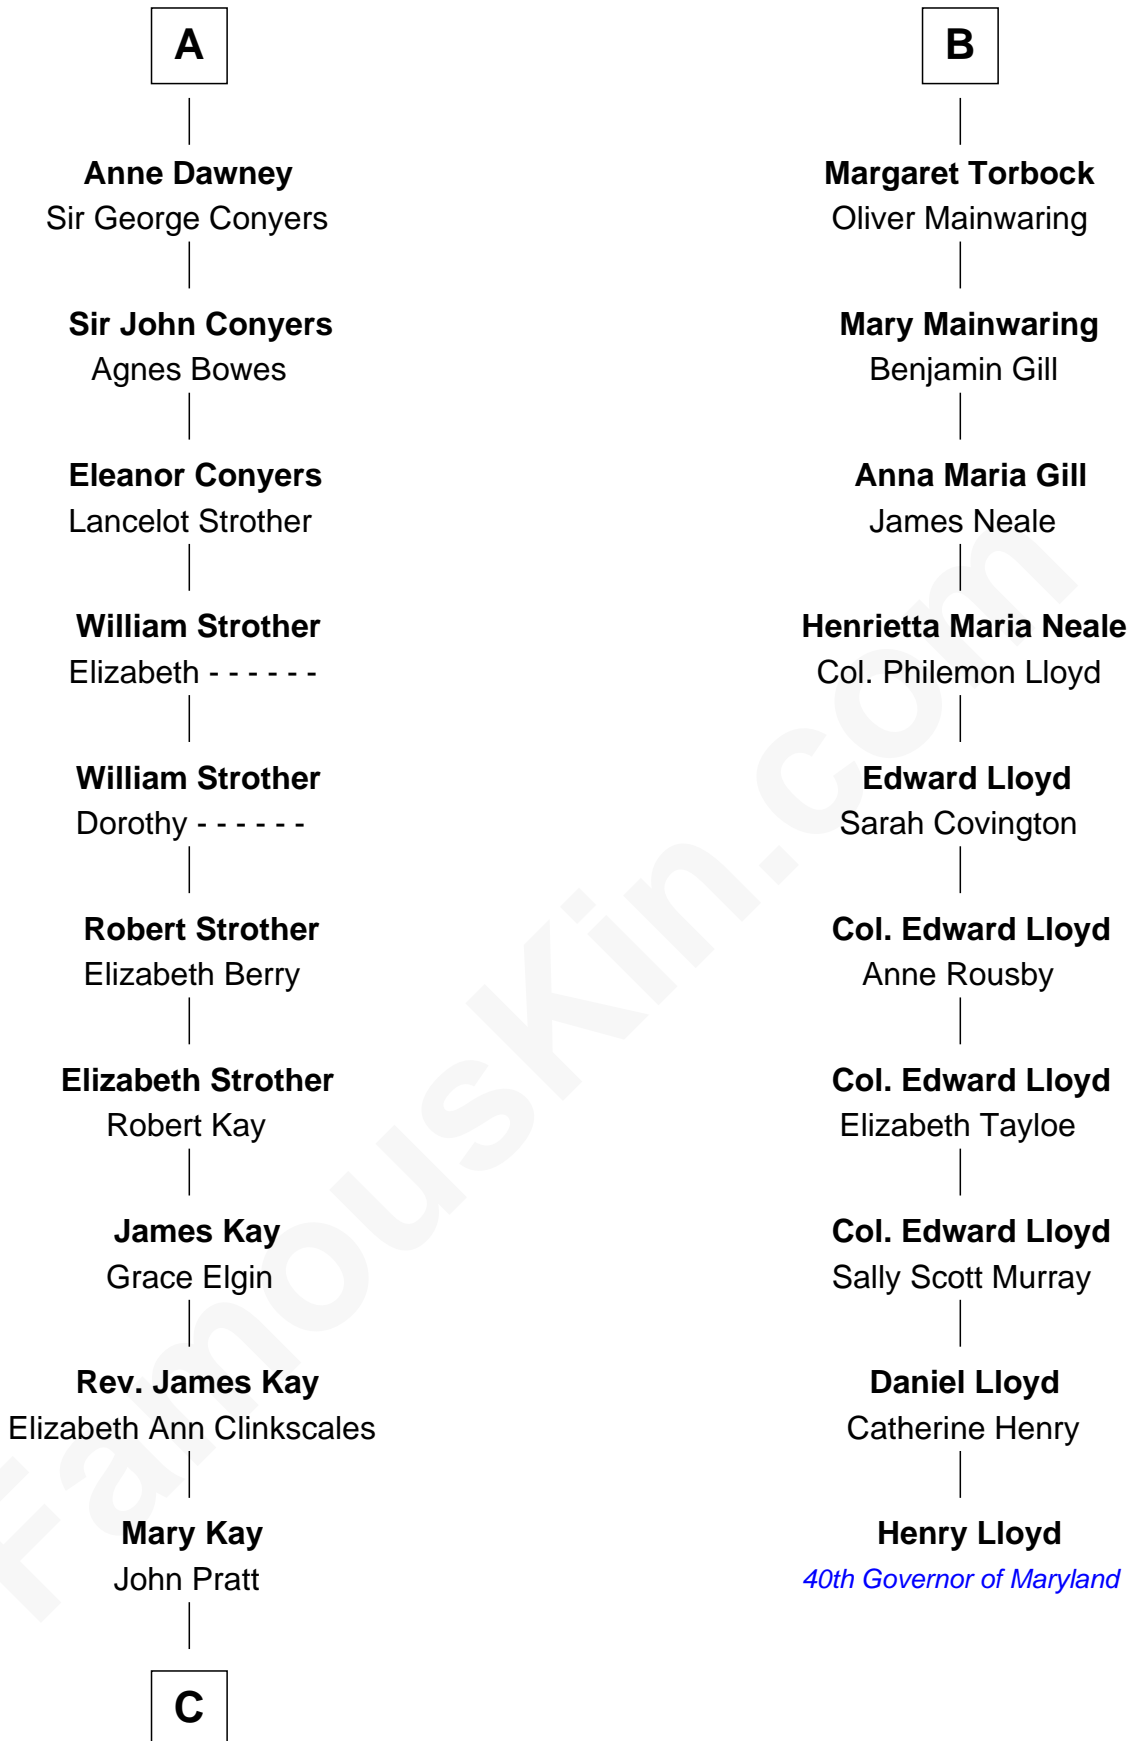 A
Anne Dawney
Sir George Conyers
Sir John Conyers
Agnes Bowes
Eleanor Conyers
Lancelot Strother
William Strother
Elizabeth - - - - - -
William Strother
Dorothy - - - - - -
Robert Strother
Elizabeth Berry
Elizabeth Strother
Robert Kay
James Kay
Grace Elgin
Rev. James Kay
Elizabeth Ann Clinkscales
Mary Kay
John Pratt
C
B
Margaret Torbock
Oliver Mainwaring
Mary Mainwaring
Benjamin Gill
Anna Maria Gill
James Neale
Henrietta Maria Neale
Col. Philemon Lloyd
Edward Lloyd
Sarah Covington
Col. Edward Lloyd
Anne Rousby
Col. Edward Lloyd
Elizabeth Tayloe
Col. Edward Lloyd
Sally Scott Murray
Daniel Lloyd
Catherine Henry
Henry Lloyd
40th Governor of Maryland
FamousKin.com